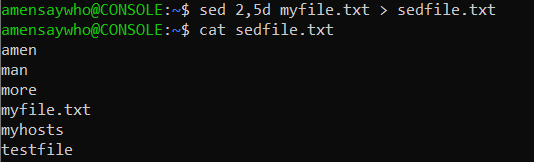 amensaywho@CONSOLE:~$ sed 2,5d myfile.txt > sedfile.txt
amensaywho@CONSOLE:~$ cat sedfile.txt
amen
man
more
myfile.txt
myhosts
testfile